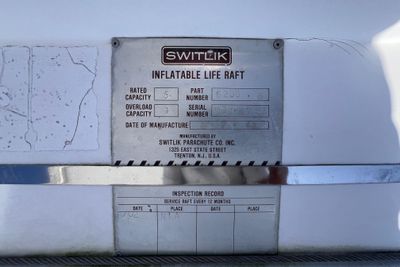 SWITLIK
INFLATABLE LIFE RAFT
RATED CAPACITY PART NUMBER
OVERLOAD CAPACITY SERIAL NUMBER
DATE OF MANUFACTURE
MANUFACTURED BY
SWITLIK PARACHUTE CO. INC.
1325 EAST STATE STREET
TRENTON, N.J. U.S.A.
INSPECTION RECORD
SERVICE RAFT EVERY 12 MONTHS
DATE PLACE DATE PLACE